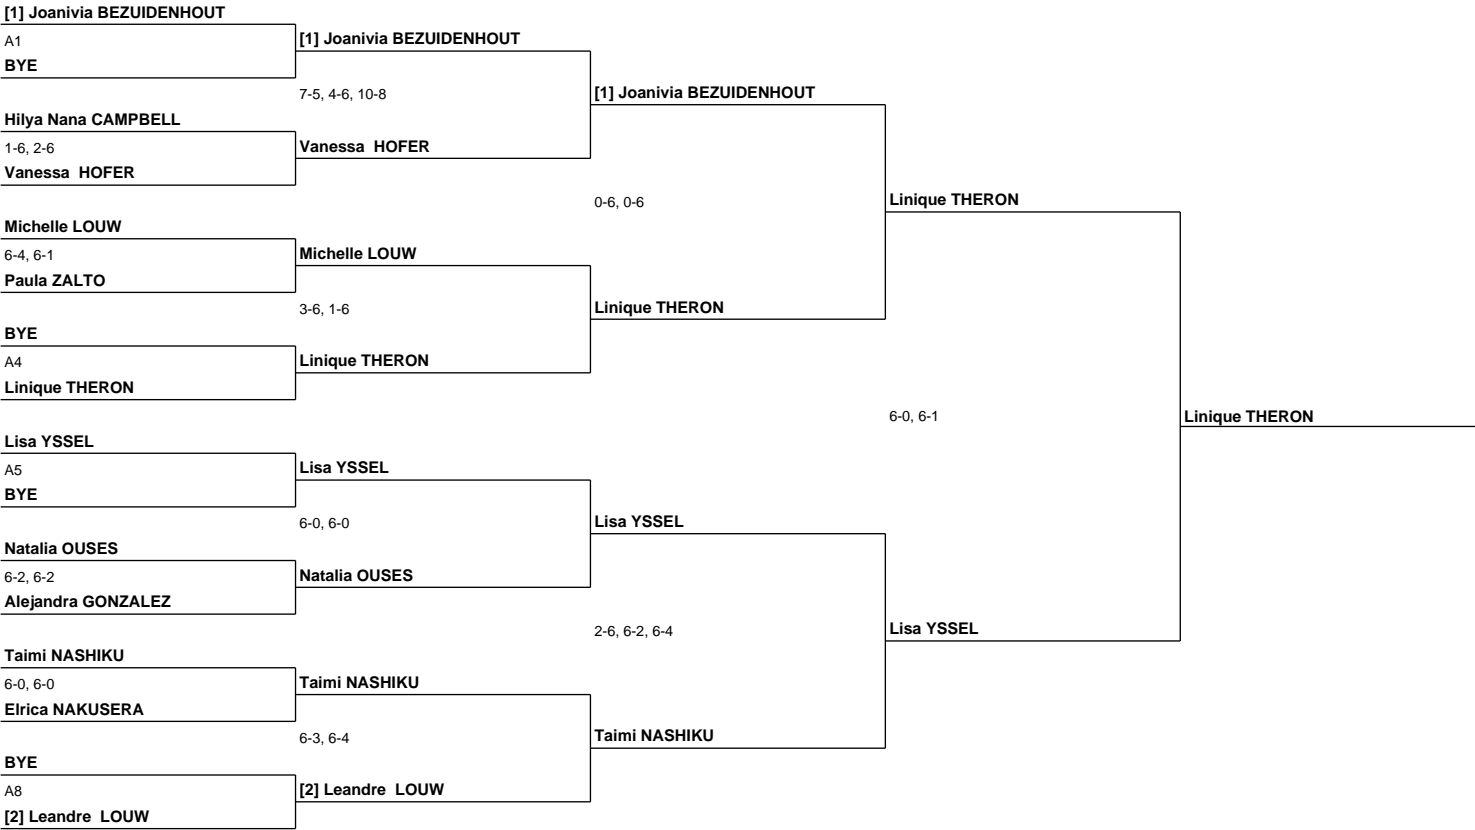 [1] Joanivia BEZUIDENHOUT
A1
BYE
Hilya Nana CAMPBELL
1-6, 2-6
Vanessa HOFER
Michelle LOUW
6-4, 6-1
Paula ZALTO
BYE
A4
Linique THERON
Lisa YSSEL
A5
BYE
Natalia OUSES
6-2, 6-2
Alejandra GONZALEZ
Taimi NASHIKU
6-0, 6-0
Elrica NAKUSERA
BYE
A8
[2] Leandre LOUW
[1] Joanivia BEZUIDENHOUT
7-5, 4-6, 10-8
Vanessa HOFER
Michelle LOUW
3-6, 1-6
Linique THERON
Lisa YSSEL
6-0, 6-0
Natalia OUSES
Taimi NASHIKU
6-3, 6-4
[2] Leandre LOUW
[1] Joanivia BEZUIDENHOUT
0-6, 0-6
Linique THERON
Lisa YSSEL
2-6, 6-2, 6-4
Taimi NASHIKU
Linique THERON
6-0, 6-1
Lisa YSSEL
Linique THERON